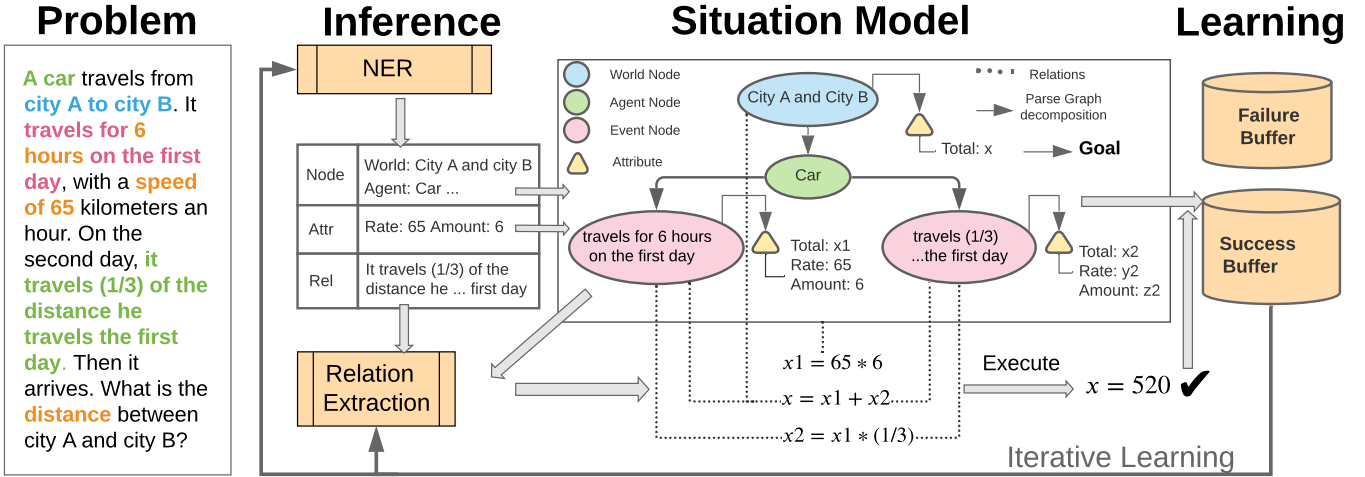 Problem
Inference
Situation Model
Learning
A car travels from
city A to city B. It
travels for 6
hours on the first
day, with a speed
of 65 kilometers an
hour. On the
second day, it
travels (1/3) of the
distance he
travels the first
day. Then it
arrives. What is the
distance between
city A and city B?
NER
Node
World: City A and city B
Agent: Car ...
Attr
Rate: 65 Amount: 6
Rel
It travels (1/3) of the
distance he ... first day
Relation
Extraction
World Node
Agent Node
Event Node
Attribute
City A and City B
Total: x
Relations
Parse Graph
decomposition
Goal
Car
travels for 6 hours
on the first day
Total: x1
Rate: 65
Amount: 6
travels (1/3)
...the first day
Total: x2
Rate: y2
Amount: z2
x1 = 65 * 6
x = x1 + x2
x2 = x1 * (1/3)
Execute
x = 520 ✔
Failure
Buffer
Success
Buffer
Iterative Learning